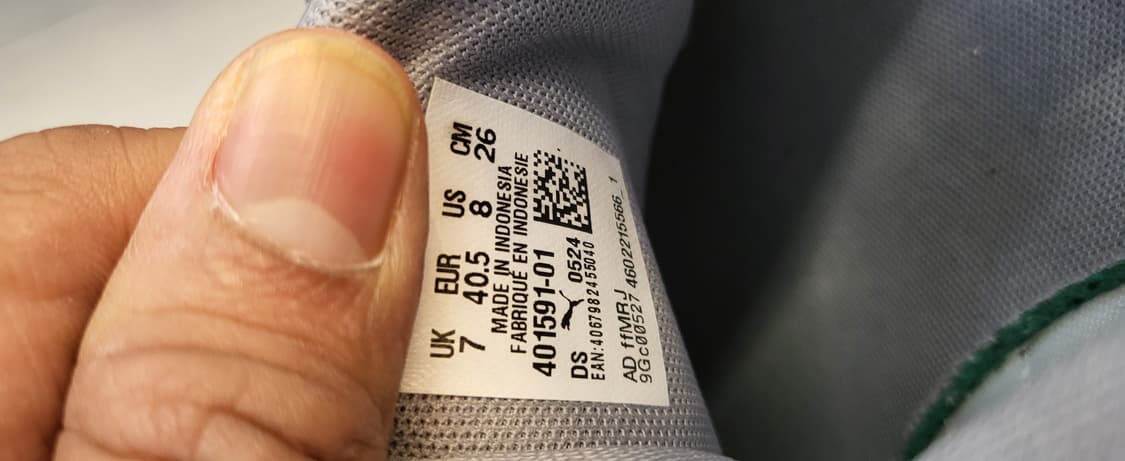 UK EUR US CM
7 40.5 8 26
MADE IN INDONESIA
FABRIQUÉ EN INDONESIE
401591-01
DS 0524
EAN:4067982455040
AD ffMRJ
9Gc00527 4602215566_1